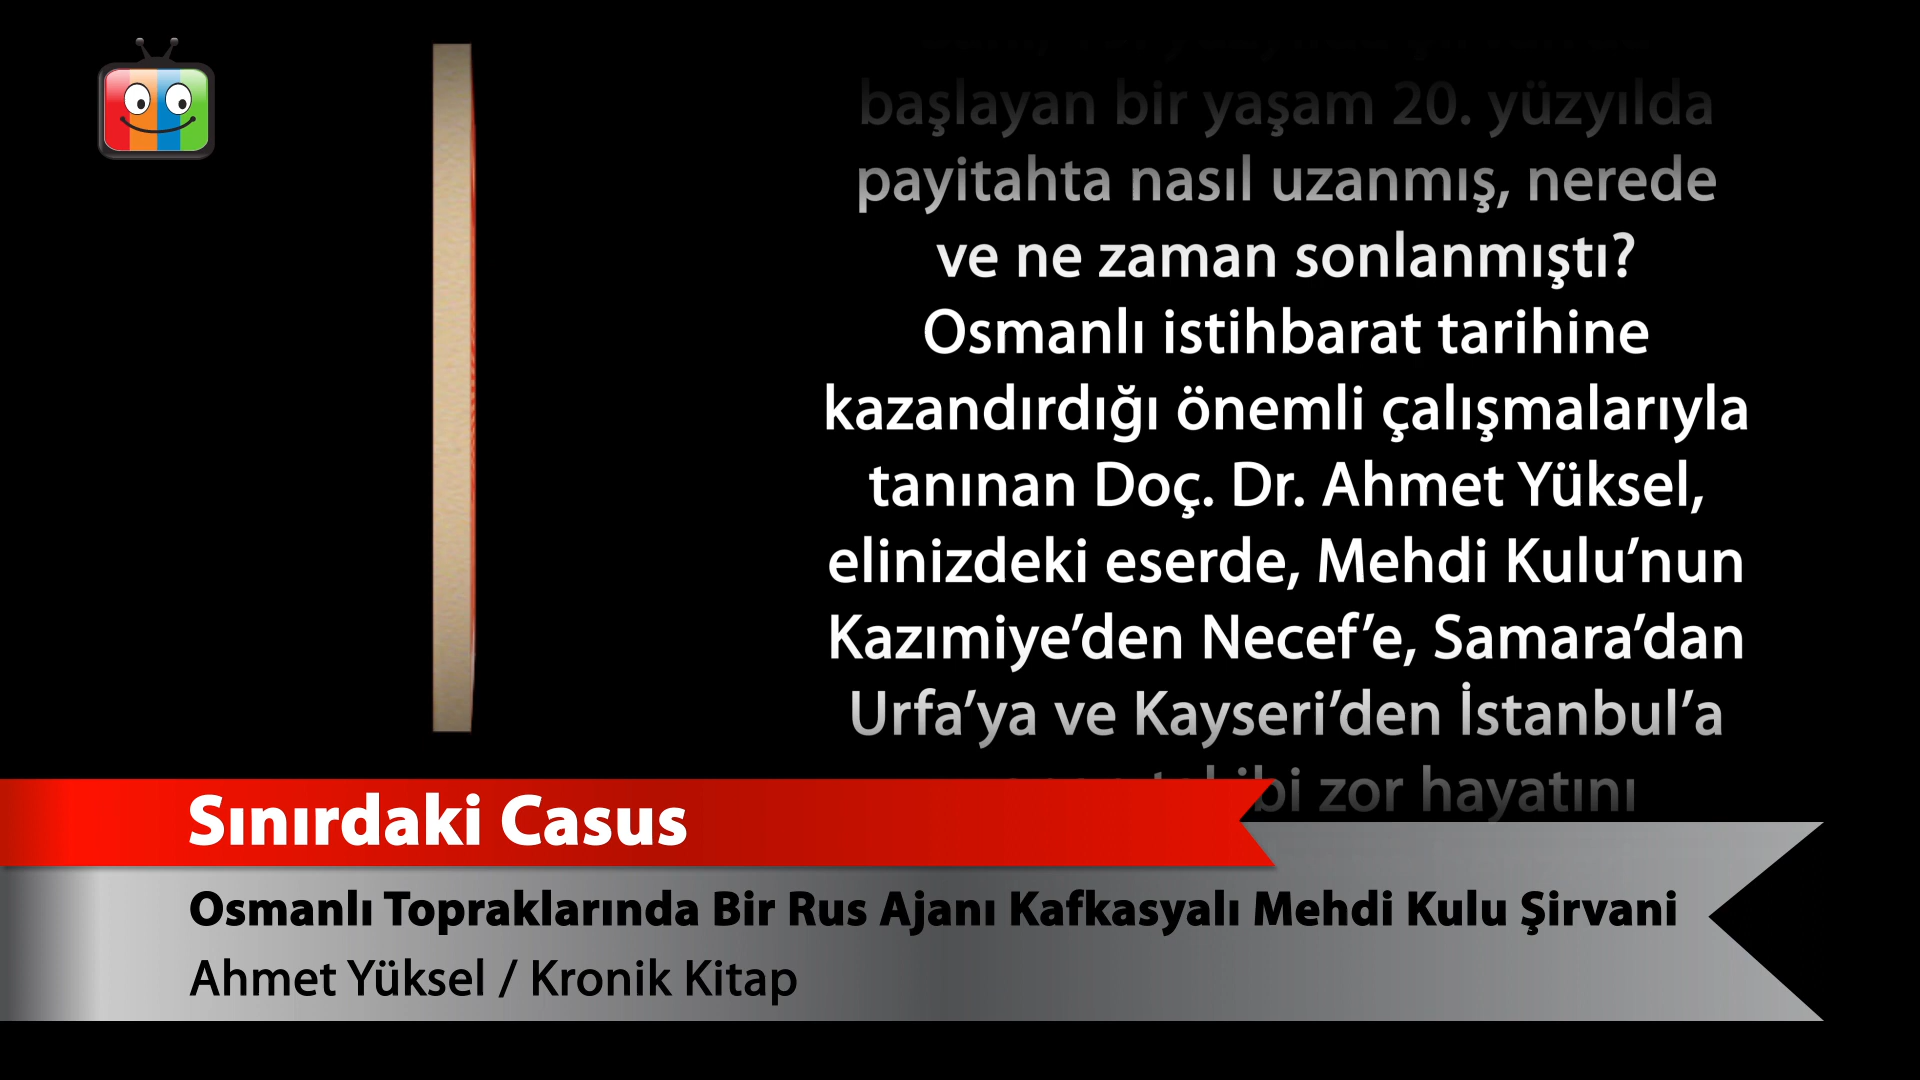 başlayan bir yaşam 20. yüzyılda
payitahta nasıl uzanmış, nerede
ve ne zaman sonlanmıştı?
Osmanlı istihbarat tarihine
kazandırdığı önemli çalışmalarıyla
tanınan Doç. Dr. Ahmet Yüksel,
elinizdeki eserde, Mehdi Kulu’nun
Kazımiye’den Necef’e, Samara’dan
Urfa’ya ve Kayseri’den İstanbul’a
zor hayatını
Sınırdaki Casus
Osmanlı Topraklarında Bir Rus Ajanı Kafkasyalı Mehdi Kulu Şirvani
Ahmet Yüksel / Kronik Kitap